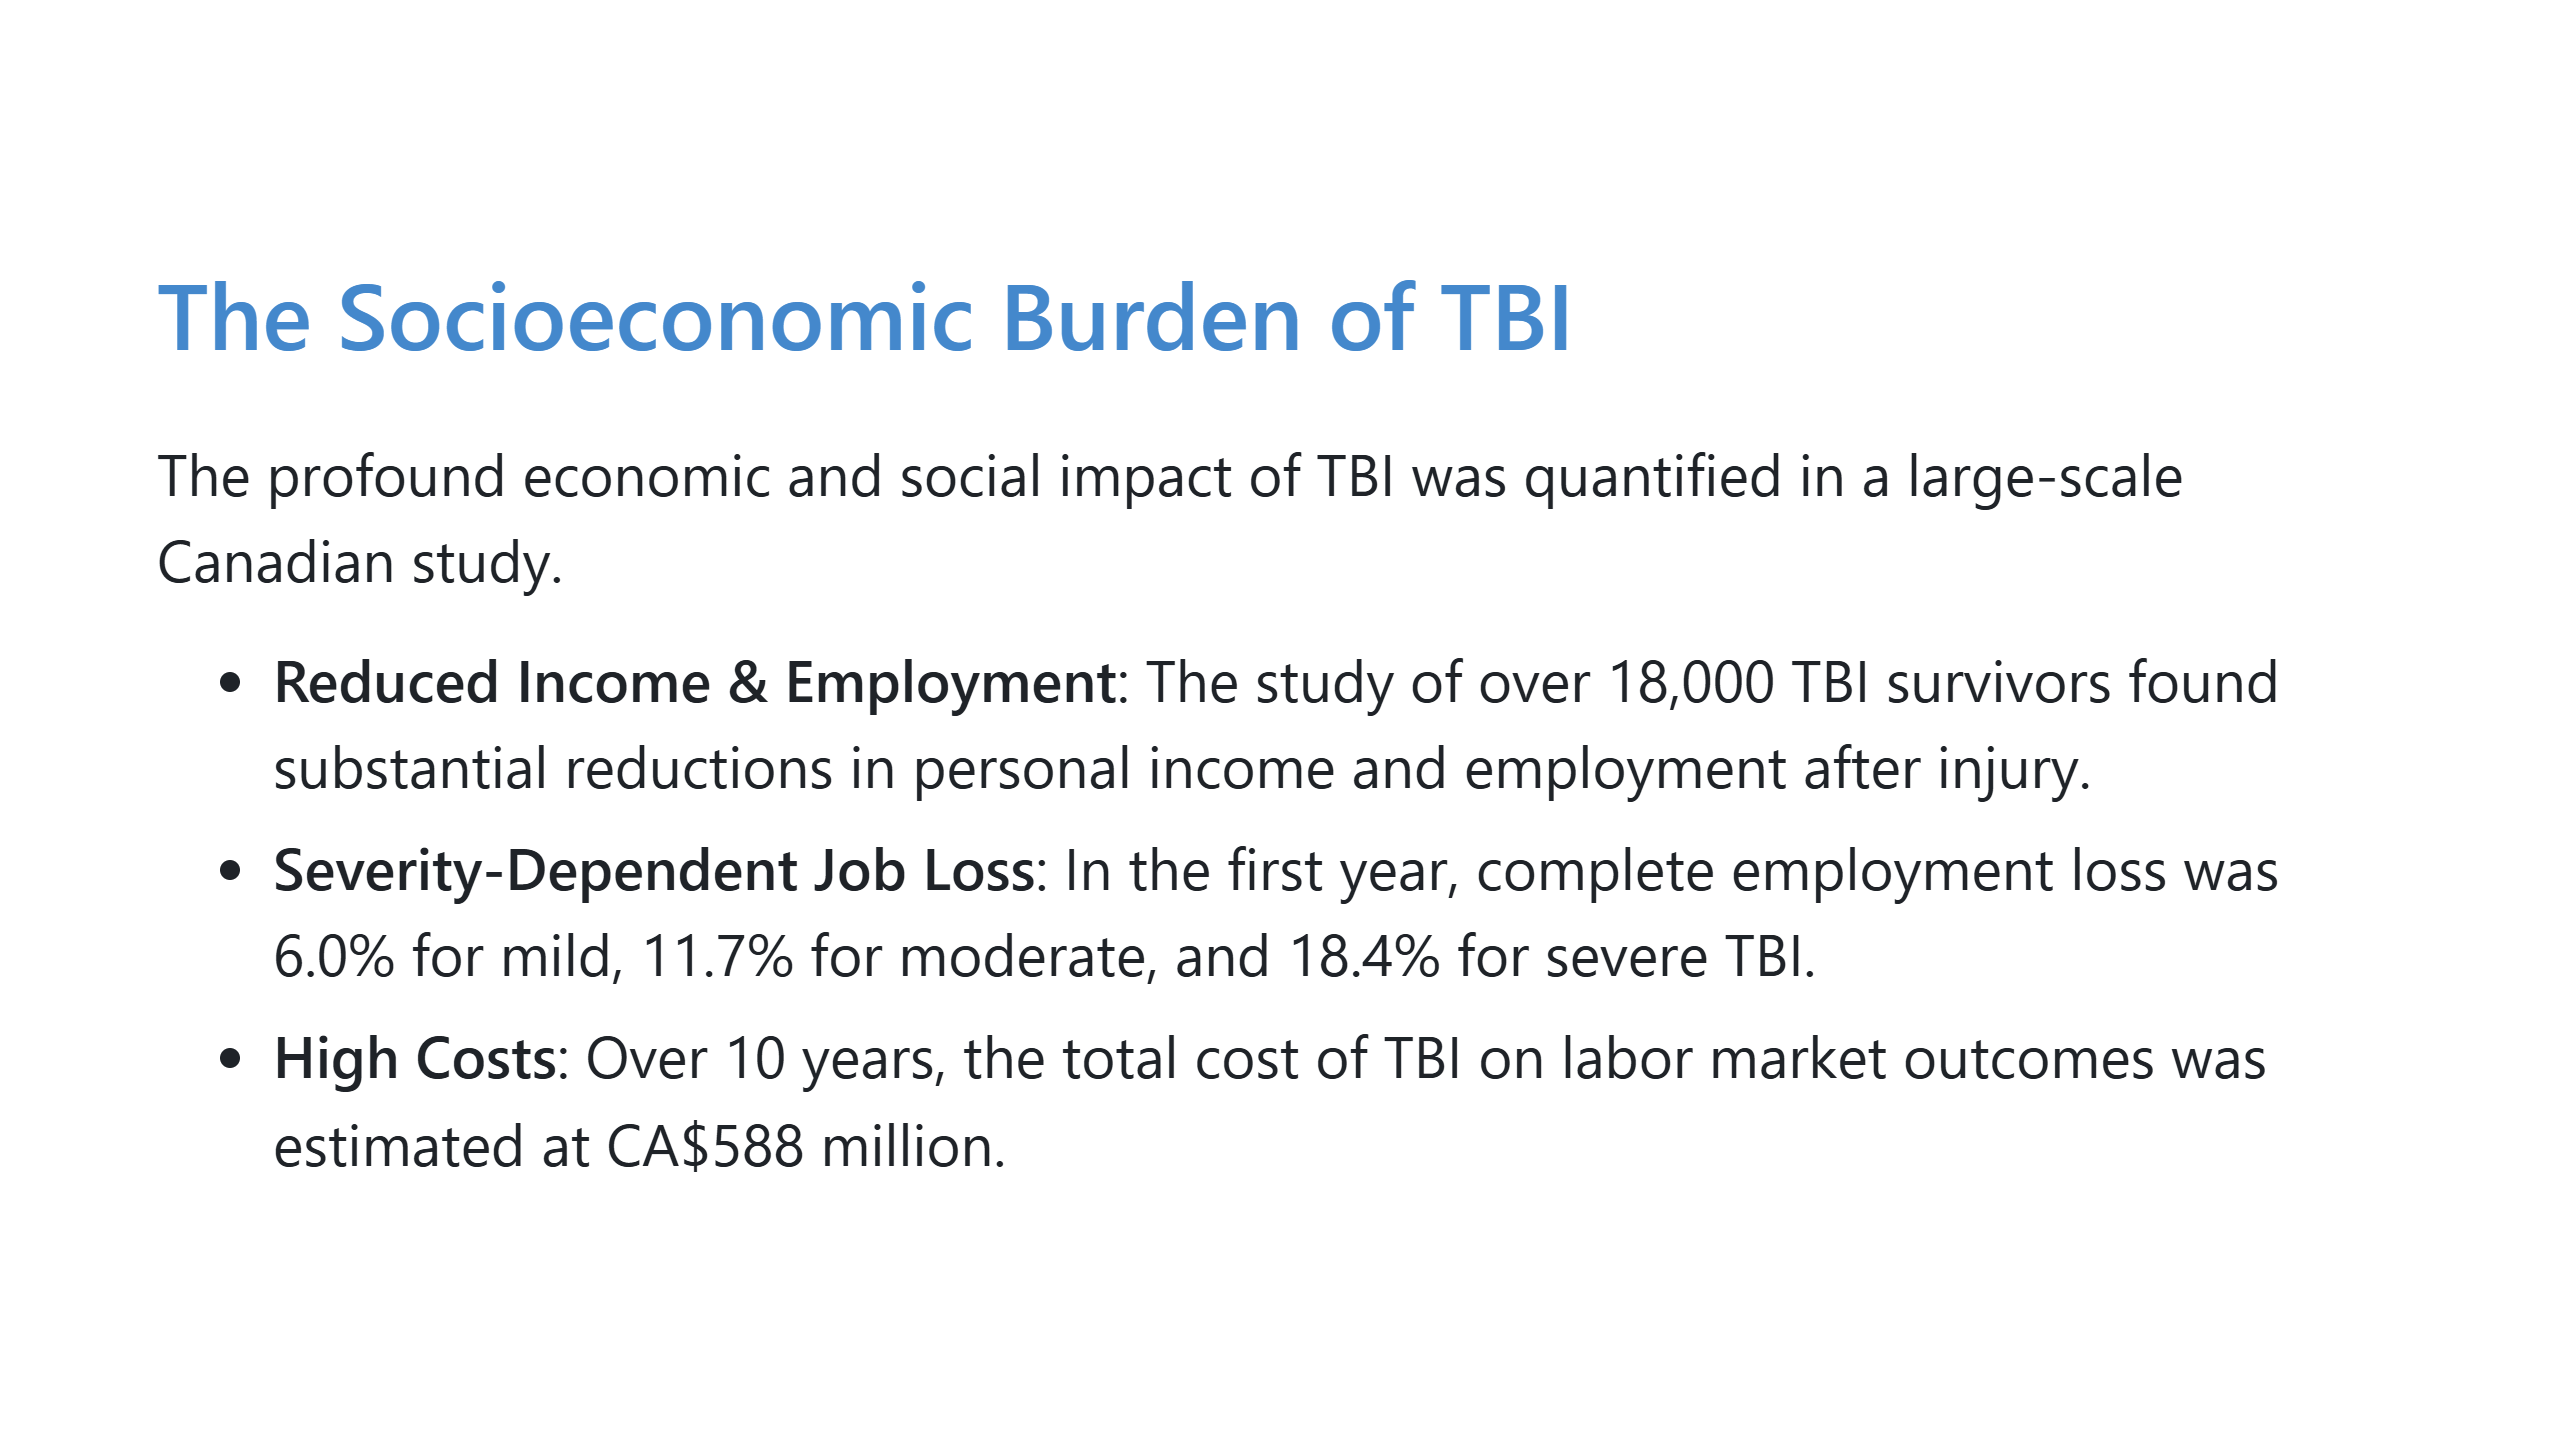 The Socioeconomic Burden of TBI
The profound economic and social impact of TBI was quantified in a large-scale
Canadian study.
• Reduced Income & Employment: The study of over 18,000 TBI survivors found
substantial reductions in personal income and employment after injury.
• Severity-Dependent Job Loss: In the first year, complete employment loss was
6.0% for mild, 11.7% for moderate, and 18.4% for severe TBI.
• High Costs: Over 10 years, the total cost of TBI on labor market outcomes was
estimated at CA$588 million.